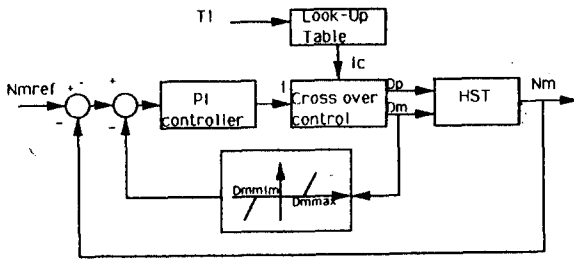 Tl
Look-Up
Table
Ic
Nmref
+
-
+
-
-
PI
controller
I
Cross over
control
Dp
Dm
HST
Nm
Dmmim
Dmmax